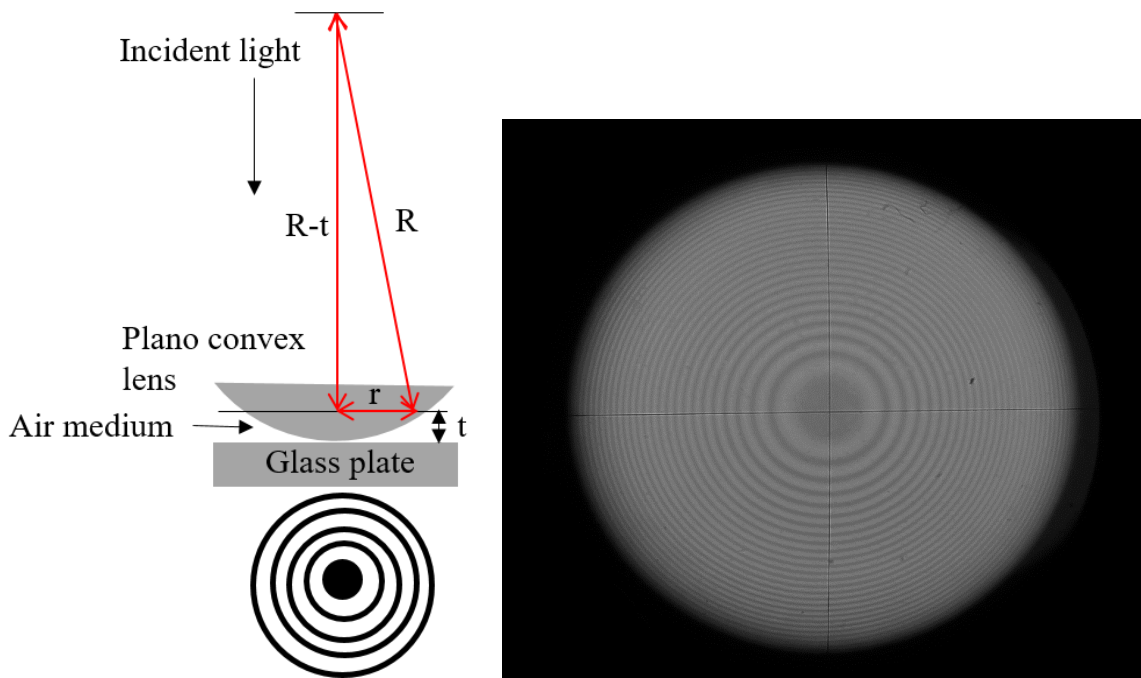 Incident light
R-t
R
Plano convex
lens
r
Air medium
t
Glass plate